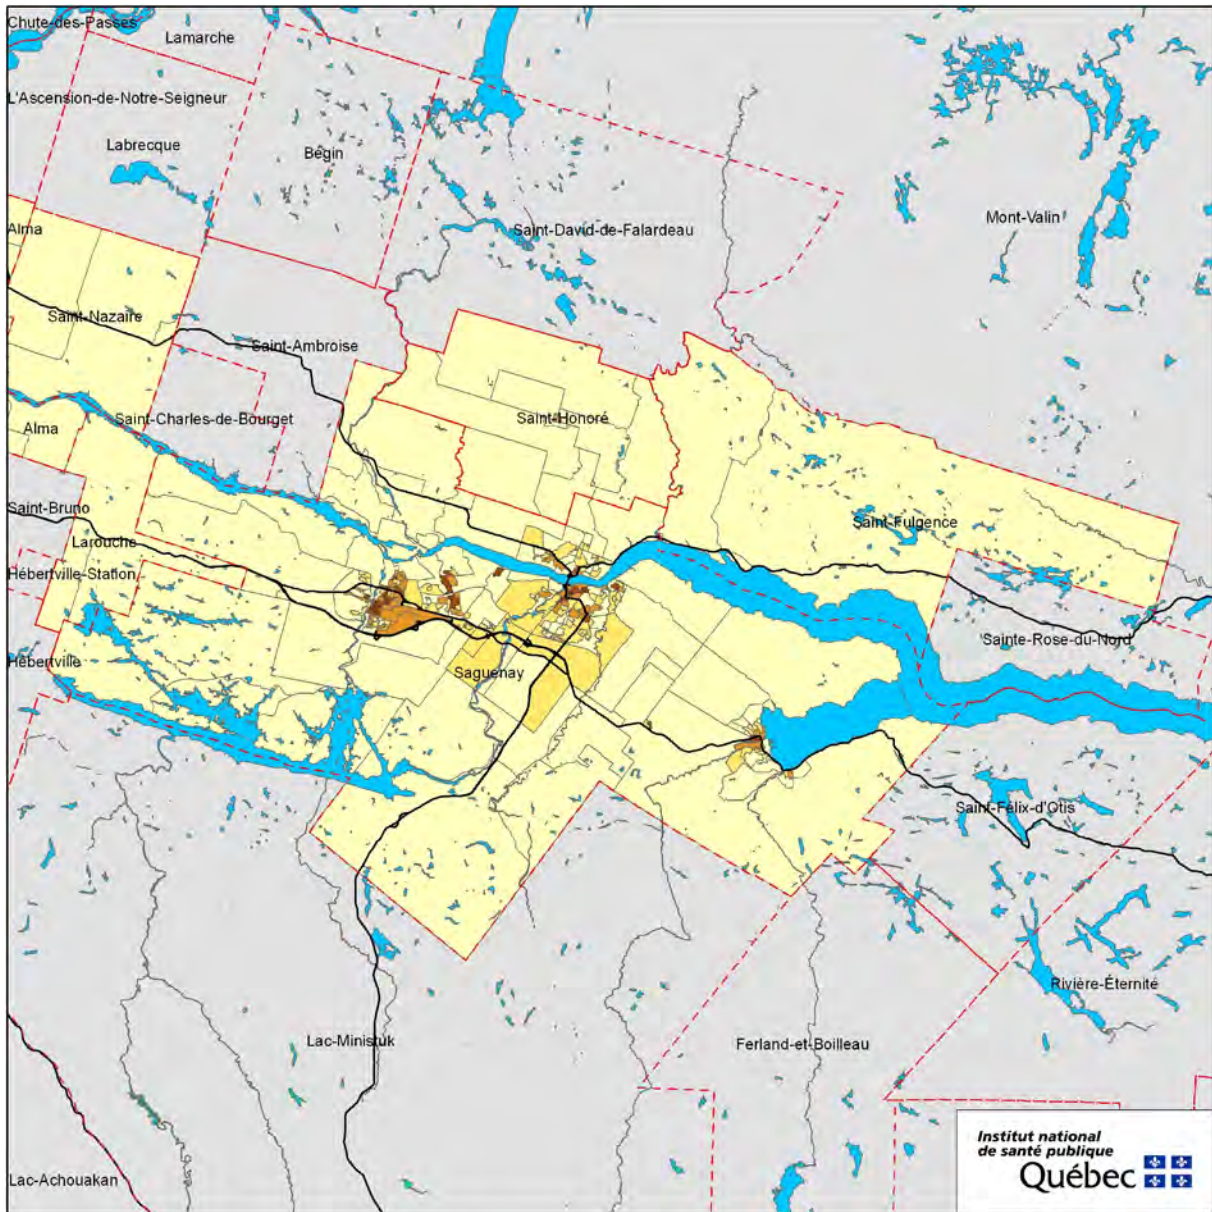 Chute-des-Passes
Lamarche
L'Ascension-de-Notre-Seigneur
Labrecque
Bégin
Mont-Valin
Alma
Saint-David-de-Falardeau
Saint-Nazaire
Saint-Ambroise
Saint-Charles-de-Bourget
Saint-Honoré
Alma
Saint-Bruno
Saint-Fulgence
Larouche
Hébertville-Station
Sainte-Rose-du-Nord
Hébertville
Saguenay
Saint-Félix-d'Otis
Rivière-Éternité
Lac-Ministuk
Ferland-et-Boilleau
Lac-Achouakan
Institut national
de santé publique
Québec